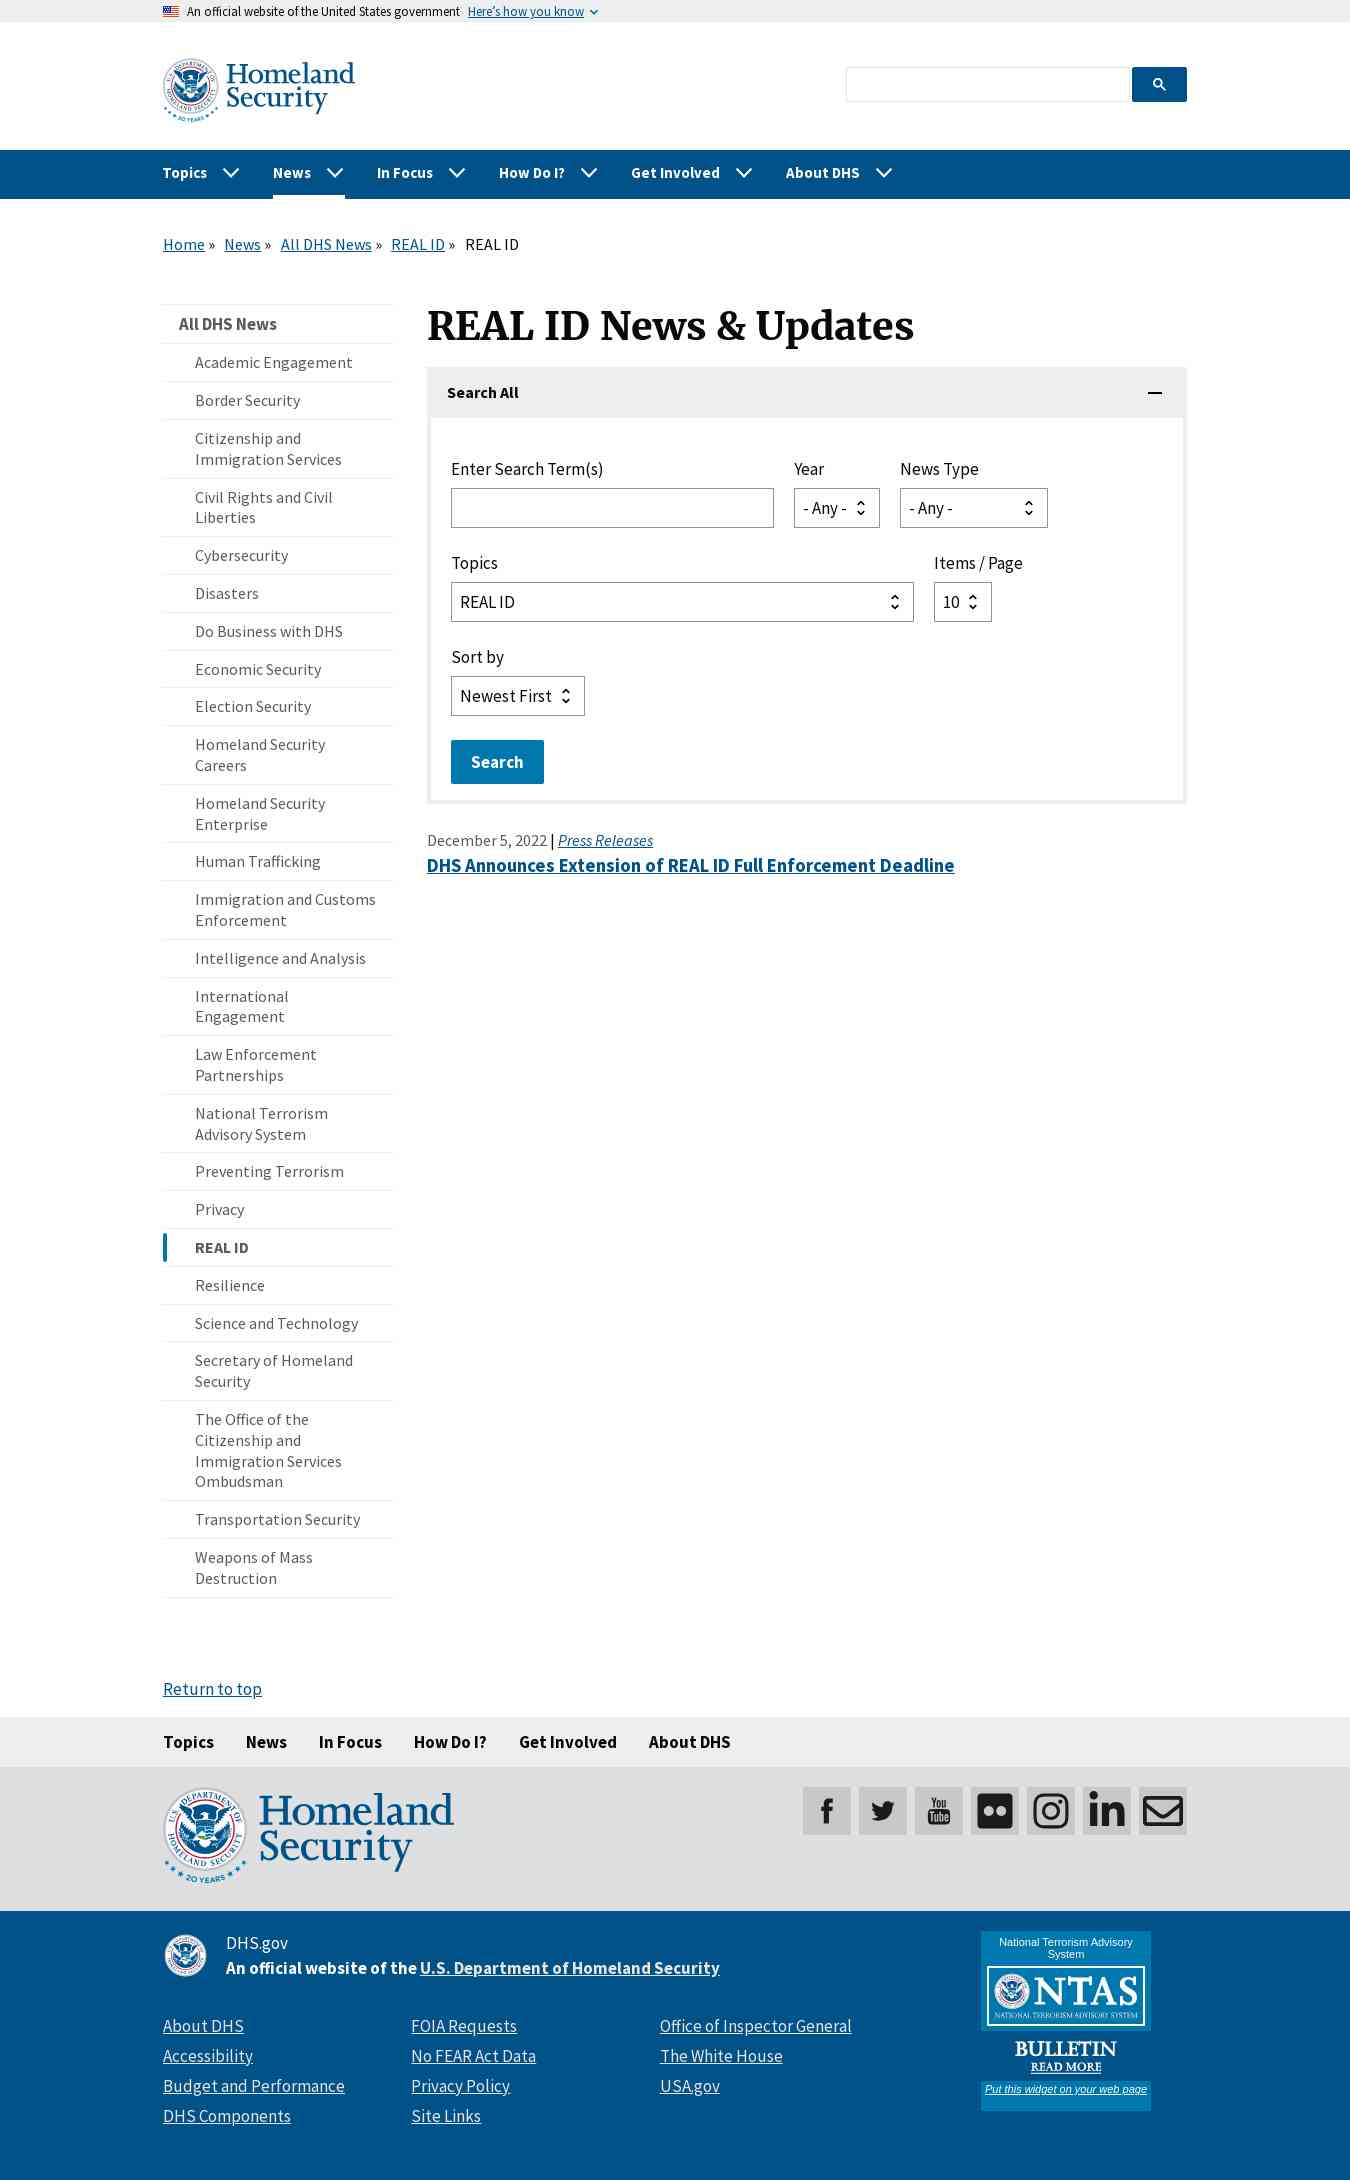 An official website of the United States government Here's how you know
Homeland
Security
20 YEARS
Topics News In Focus How Do I? Get Involved About DHS
Home » News » All DHS News » REAL ID » REAL ID
All DHS News
Academic Engagement
Border Security
Citizenship and
Immigration Services
Civil Rights and Civil
Liberties
Cybersecurity
Disasters
Do Business with DHS
Economic Security
Election Security
Homeland Security
Careers
Homeland Security
Enterprise
Human Trafficking
Immigration and Customs
Enforcement
Intelligence and Analysis
International
Engagement
Law Enforcement
Partnerships
National Terrorism
Advisory System
Preventing Terrorism
Privacy
REAL ID
Resilience
Science and Technology
Secretary of Homeland
Security
The Office of the
Citizenship and
Immigration Services
Ombudsman
Transportation Security
Weapons of Mass
Destruction
REAL ID News & Updates
Search All
Enter Search Term(s) Year News Type
- Any - - Any -
Topics Items / Page
REAL ID 10
Sort by
Newest First
Search
December 5, 2022 | Press Releases
DHS Announces Extension of REAL ID Full Enforcement Deadline
Return to top
Topics News In Focus How Do I? Get Involved About DHS
U.S. DEPARTMENT OF HOMELAND SECURITY
20 YEARS
Homeland
Security
You
Tube
in
DHS.gov
An official website of the U.S. Department of Homeland Security
About DHS
Accessibility
Budget and Performance
DHS Components
FOIA Requests
No FEAR Act Data
Privacy Policy
Site Links
Office of Inspector General
The White House
USA.gov
National Terrorism Advisory
System
NTAS
NATIONAL TERRORISM ADVISORY SYSTEM
BULLETIN
READ MORE
Put this widget on your web page